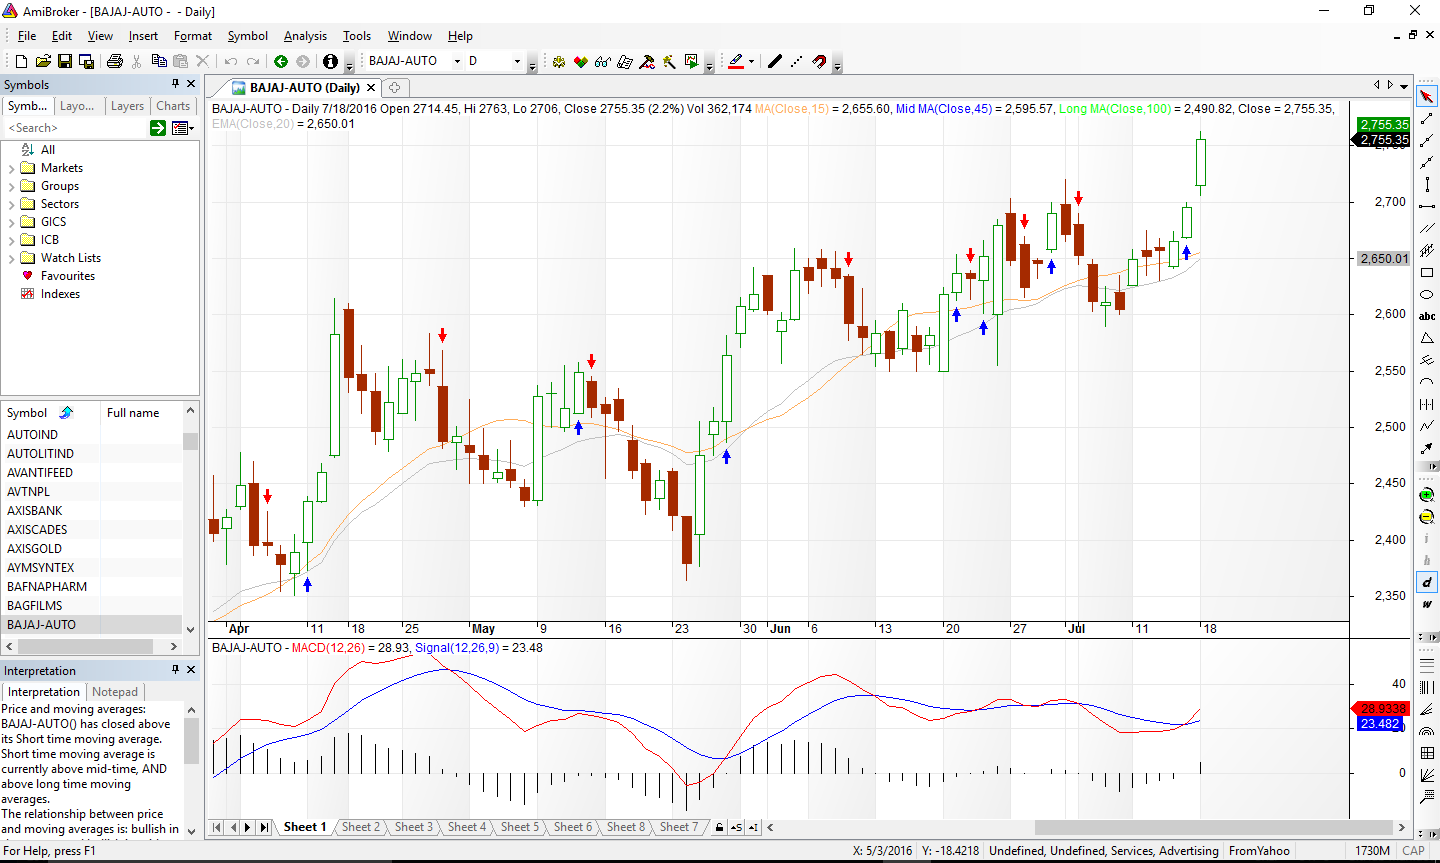 AmiBroker - [BAJAJ-AUTO - - Daily]
File Edit View Insert Format Symbol Analysis Tools Window Help
BAJAJ-AUTO D
Symbols
Symb... Layo... Layers Charts
<Search>
All
Markets
Groups
Sectors
GICS
ICB
Watch Lists
Favourites
Indexes
Symbol Full name
AUTOIND
AUTOLITIND
AVANTIFEED
AVTNPL
AXISBANK
AXISCADES
AXISGOLD
AYMSYNTEX
BAFNAPHARM
BAGFILMS
BAJAJ-AUTO
Interpretation
Interpretation Notepad
Price and moving averages:
BAJAJ-AUTO() has closed above
its Short time moving average.
Short time moving average is
currently above mid-time, AND
above long time moving
averages.
The relationship between price
and moving averages is: bullish in
BAJAJ-AUTO (Daily)
BAJAJ-AUTO - Daily 7/18/2016 Open 2714.45, Hi 2763, Lo 2706, Close 2755.35 (2.2%) Vol 362,174 MA(Close,15) = 2,655.60, Mid MA(Close,45) = 2,595.57, Long MA(Close,100) = 2,490.82, Close = 2,755.35,
EMA(Close,20) = 2,650.01
2,755.35
2,755.35
2,700
2,650.01
2,600
2,550
2,500
2,450
2,400
2,350
Apr 11 18 25 May 9 16 23 30 Jun 6 13 20 27 Jul 11 18
BAJAJ-AUTO - MACD(12,26) = 28.93, Signal(12,26,9) = 23.48
40
28.9338
23.482
20
0
Sheet 1 Sheet 2 Sheet 3 Sheet 4 Sheet 5 Sheet 6 Sheet 8 Sheet 7
S I
abc
i
h
d
w
For Help, press F1
X: 5/3/2016 Y: -18.4218 Undefined, Undefined, Services, Advertising FromYahoo 1730M CAP